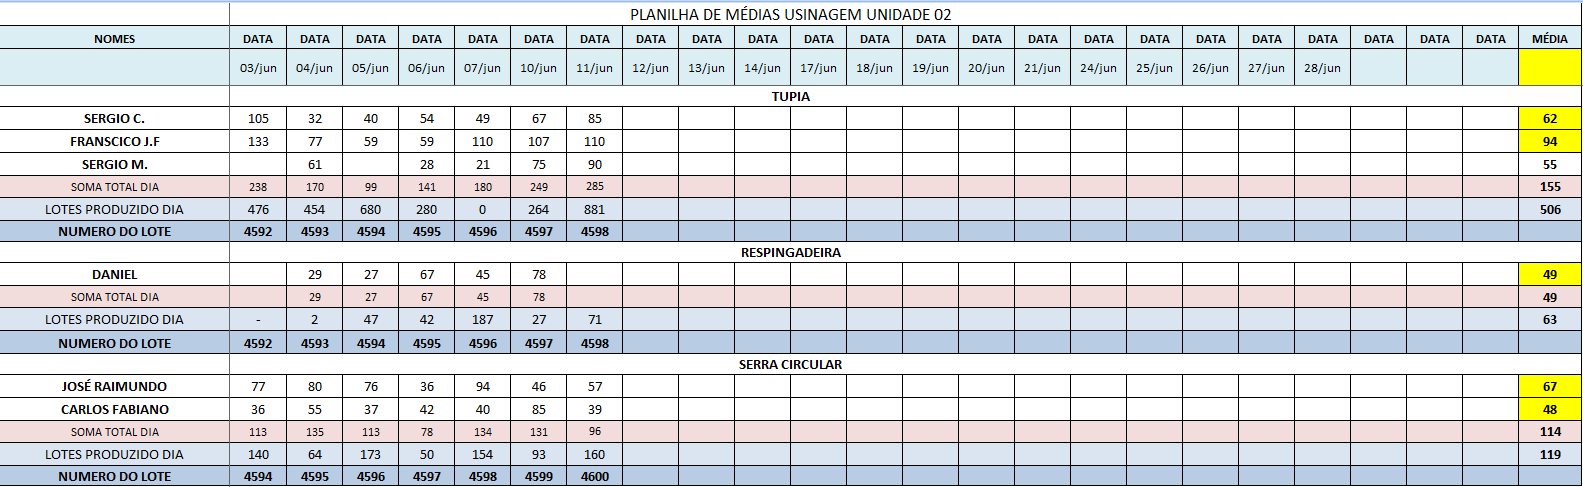 PLANILHA DE MÉDIAS USINAGEM UNIDADE 02
NOMES DATA DATA DATA DATA DATA DATA DATA DATA DATA DATA DATA DATA DATA DATA DATA DATA DATA DATA DATA DATA DATA DATA DATA MÉDIA
03/jun 04/jun 05/jun 06/jun 07/jun 10/jun 11/jun 12/jun 13/jun 14/jun 17/jun 18/jun 19/jun 20/jun 21/jun 24/jun 25/jun 26/jun 27/jun 28/jun
TUPIA
SERGIO C. 105 32 40 54 49 67 85 62
FRANSCICO J.F 133 77 59 59 110 107 110 94
SERGIO M. 61 28 21 75 90 55
SOMA TOTAL DIA 238 170 99 141 180 249 285 155
LOTES PRODUZIDO DIA 476 454 680 280 0 264 881 506
NUMERO DO LOTE 4592 4593 4594 4595 4596 4597 4598
RESPINGADEIRA
DANIEL 29 27 67 45 78 49
SOMA TOTAL DIA 29 27 67 45 78 49
LOTES PRODUZIDO DIA - 2 47 42 187 27 71 63
NUMERO DO LOTE 4592 4593 4594 4595 4596 4597 4598
SERRA CIRCULAR
JOSÉ RAIMUNDO 77 80 76 36 94 46 57 67
CARLOS FABIANO 36 55 37 42 40 85 39 48
SOMA TOTAL DIA 113 135 113 78 134 131 96 114
LOTES PRODUZIDO DIA 140 64 173 50 154 93 160 119
NUMERO DO LOTE 4594 4595 4596 4597 4598 4599 4600